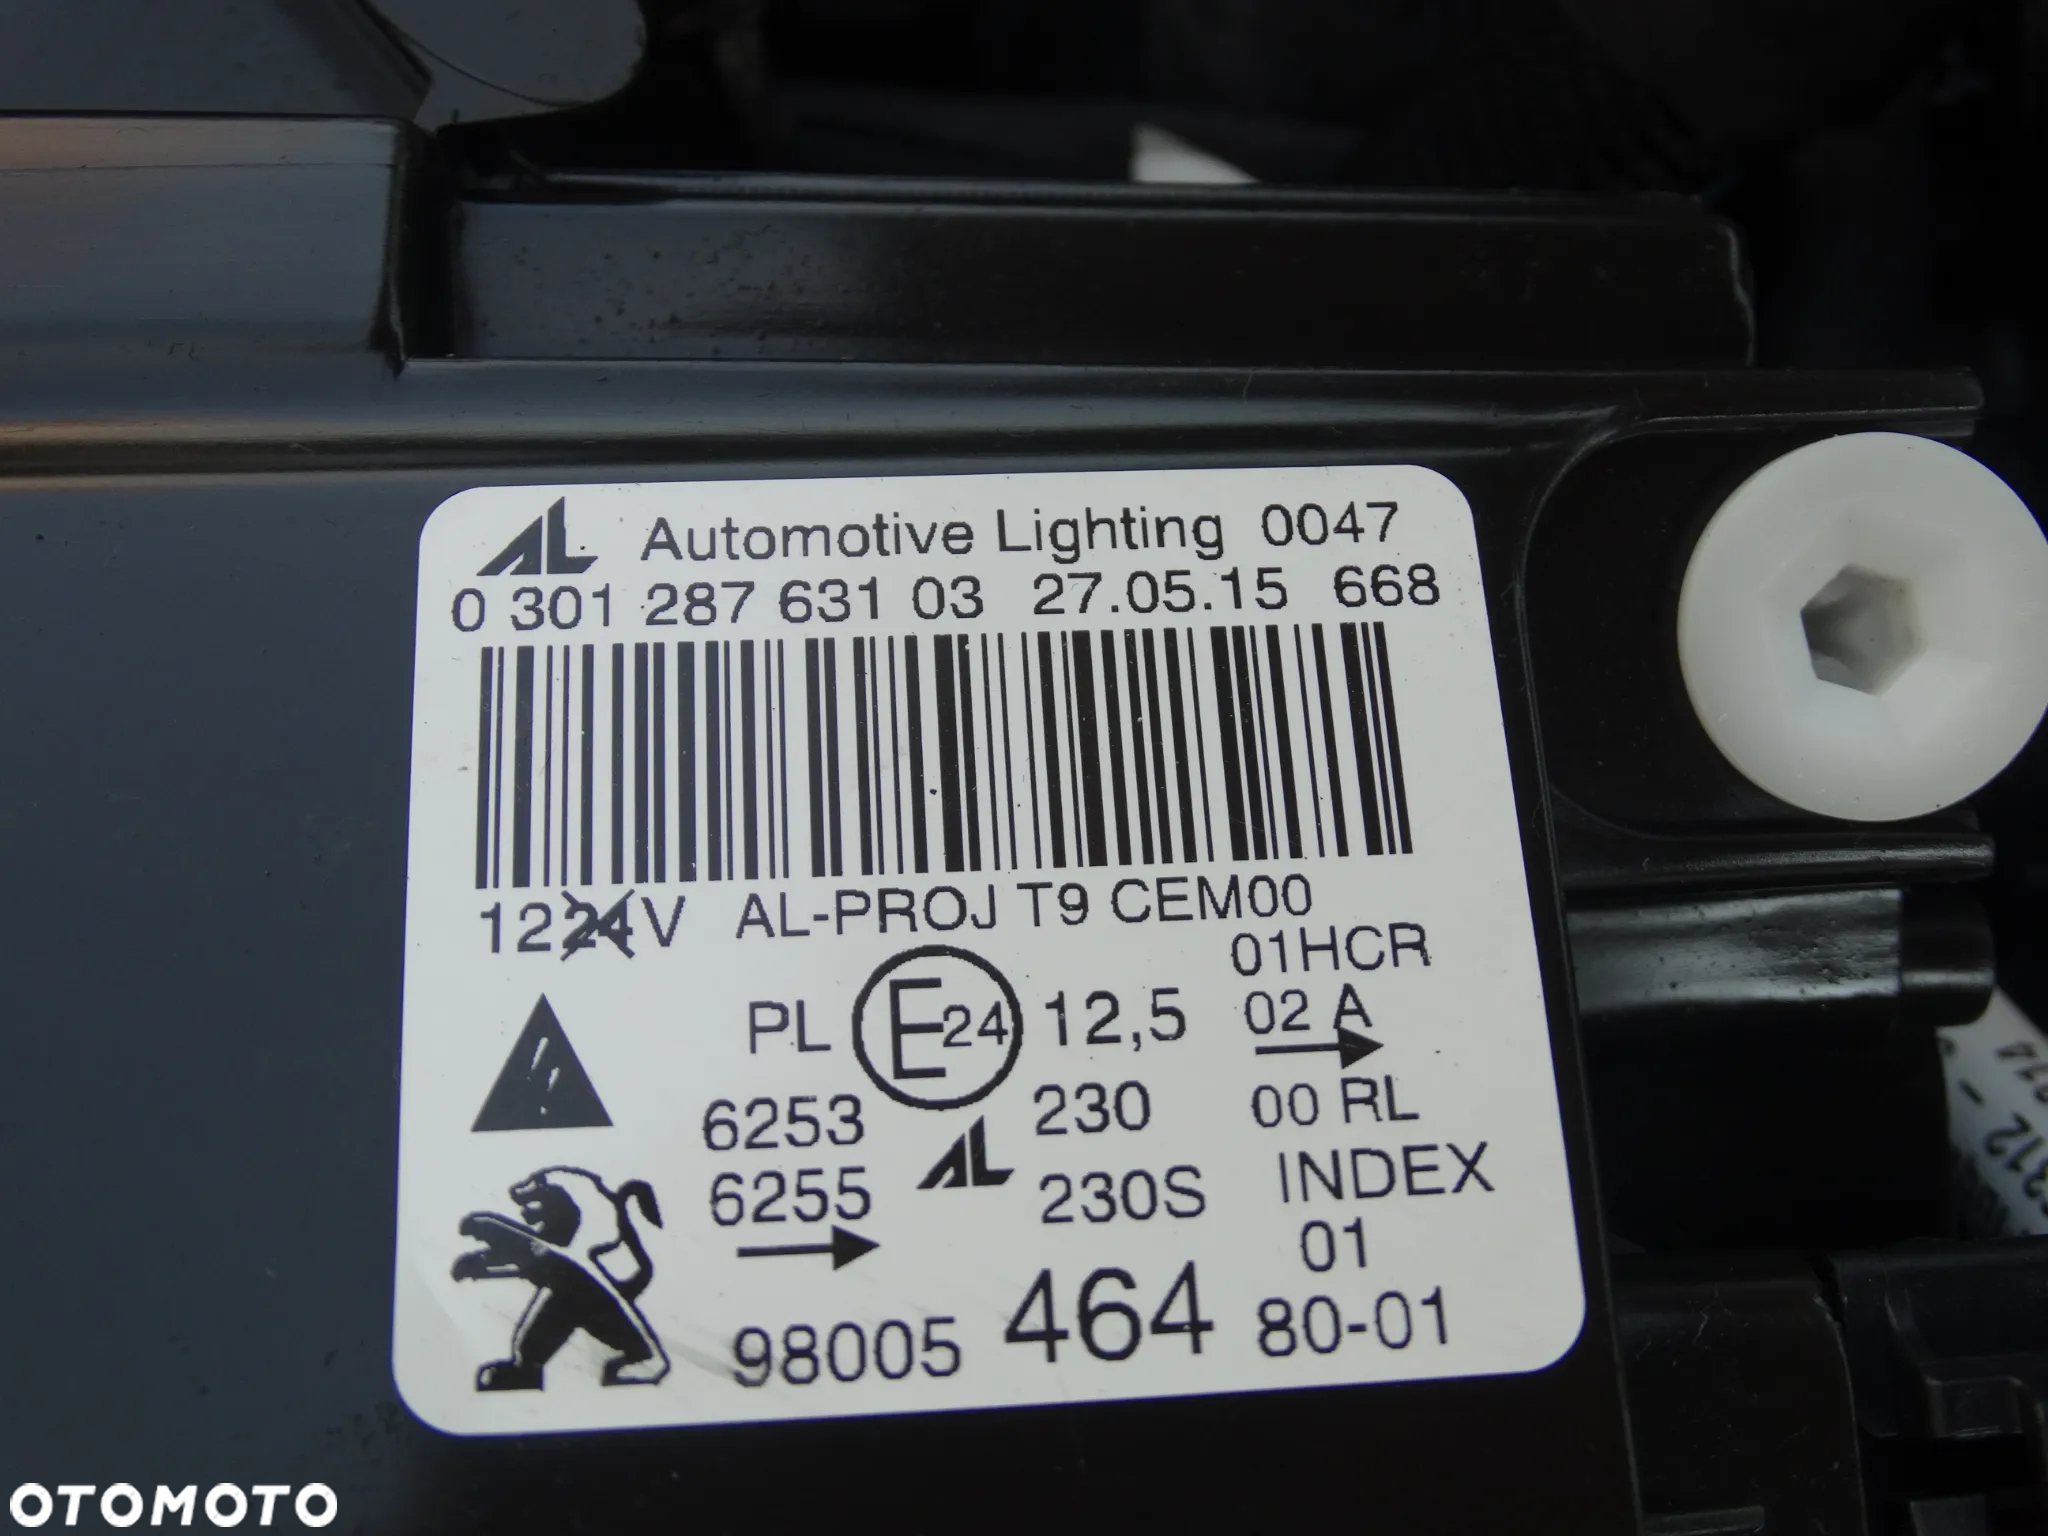 AL Automotive Lighting 0047
0 301 287 631 03 27.05.15 668
1224V AL-PROJ T9 CEM00
01HCR
PL E24 12,5 02 A
6253 230 00 RL
6255 AL 230S INDEX
01
98005 464 80-01
OTOMOTO